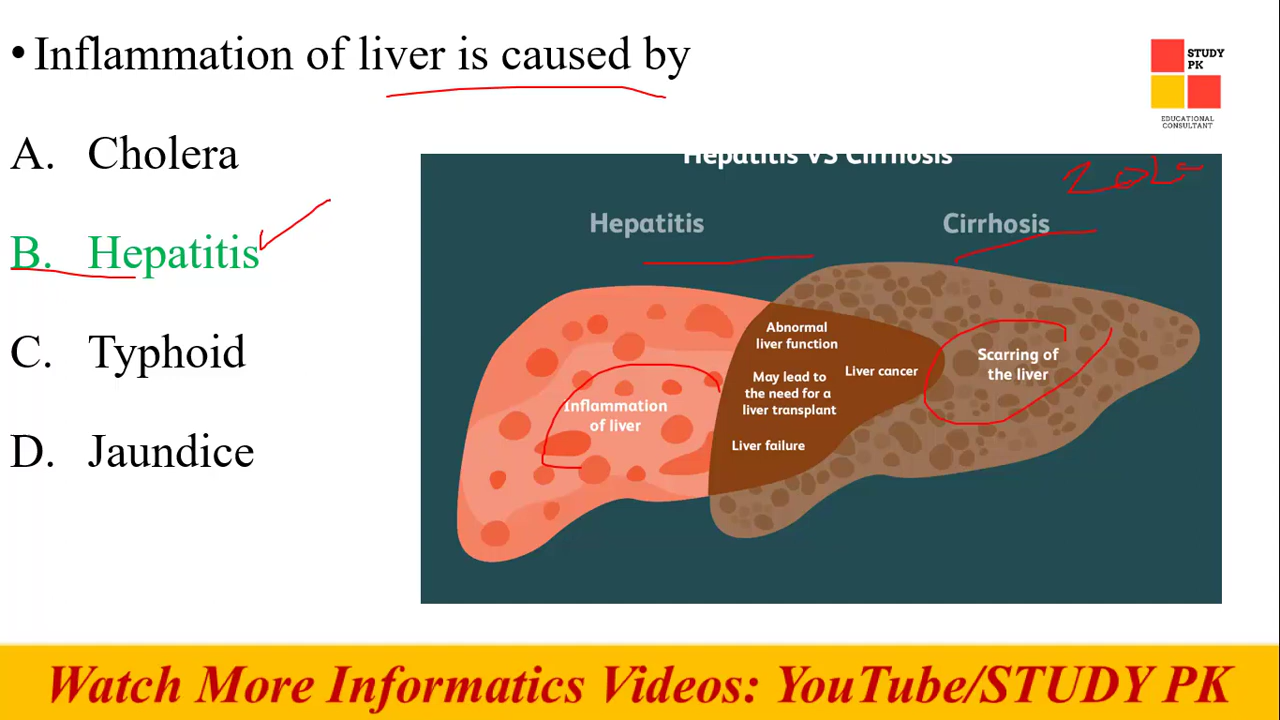 • Inflammation of liver is caused by
STUDY
PK
EDUCATIONAL
CONSULTANT
A. Cholera
B. Hepatitis
C. Typhoid
D. Jaundice
Hepatitis VS Cirrhosis
Hepatitis
Cirrhosis
Inflammation
of liver
Abnormal
liver function
May lead to
the need for a
liver transplant
Liver cancer
Liver failure
Scarring of
the liver
Watch More Informatics Videos: YouTube/STUDY PK